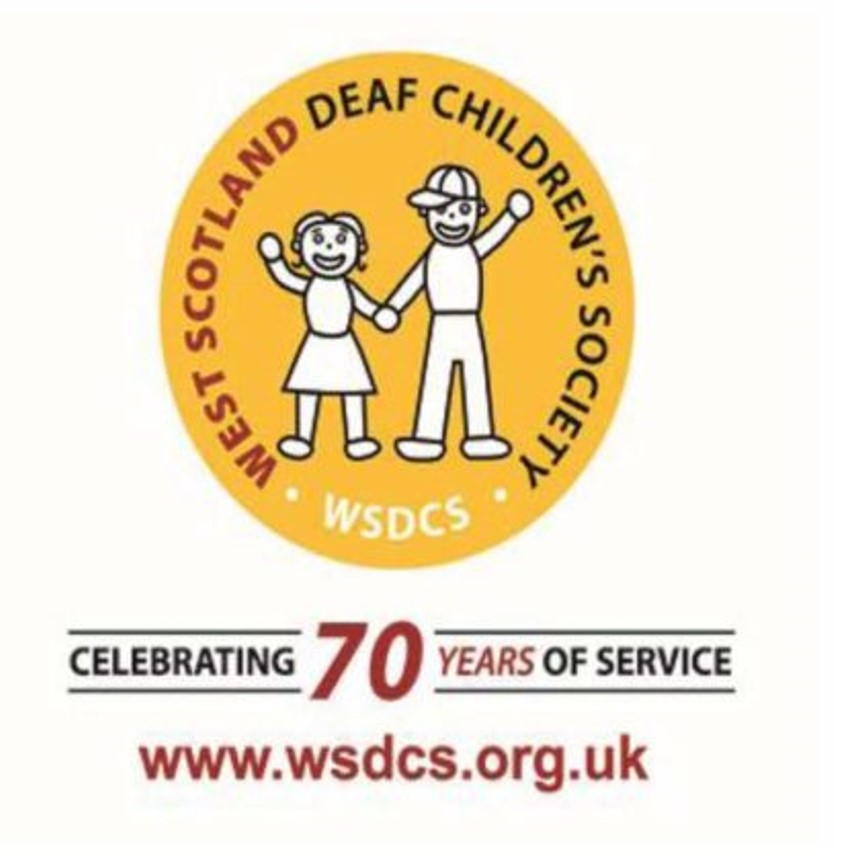 WEST SCOTLAND DEAF CHILDREN'S SOCIETY
• WSDCS •
CELEBRATING 70 YEARS OF SERVICE
www.wsdcs.org.uk